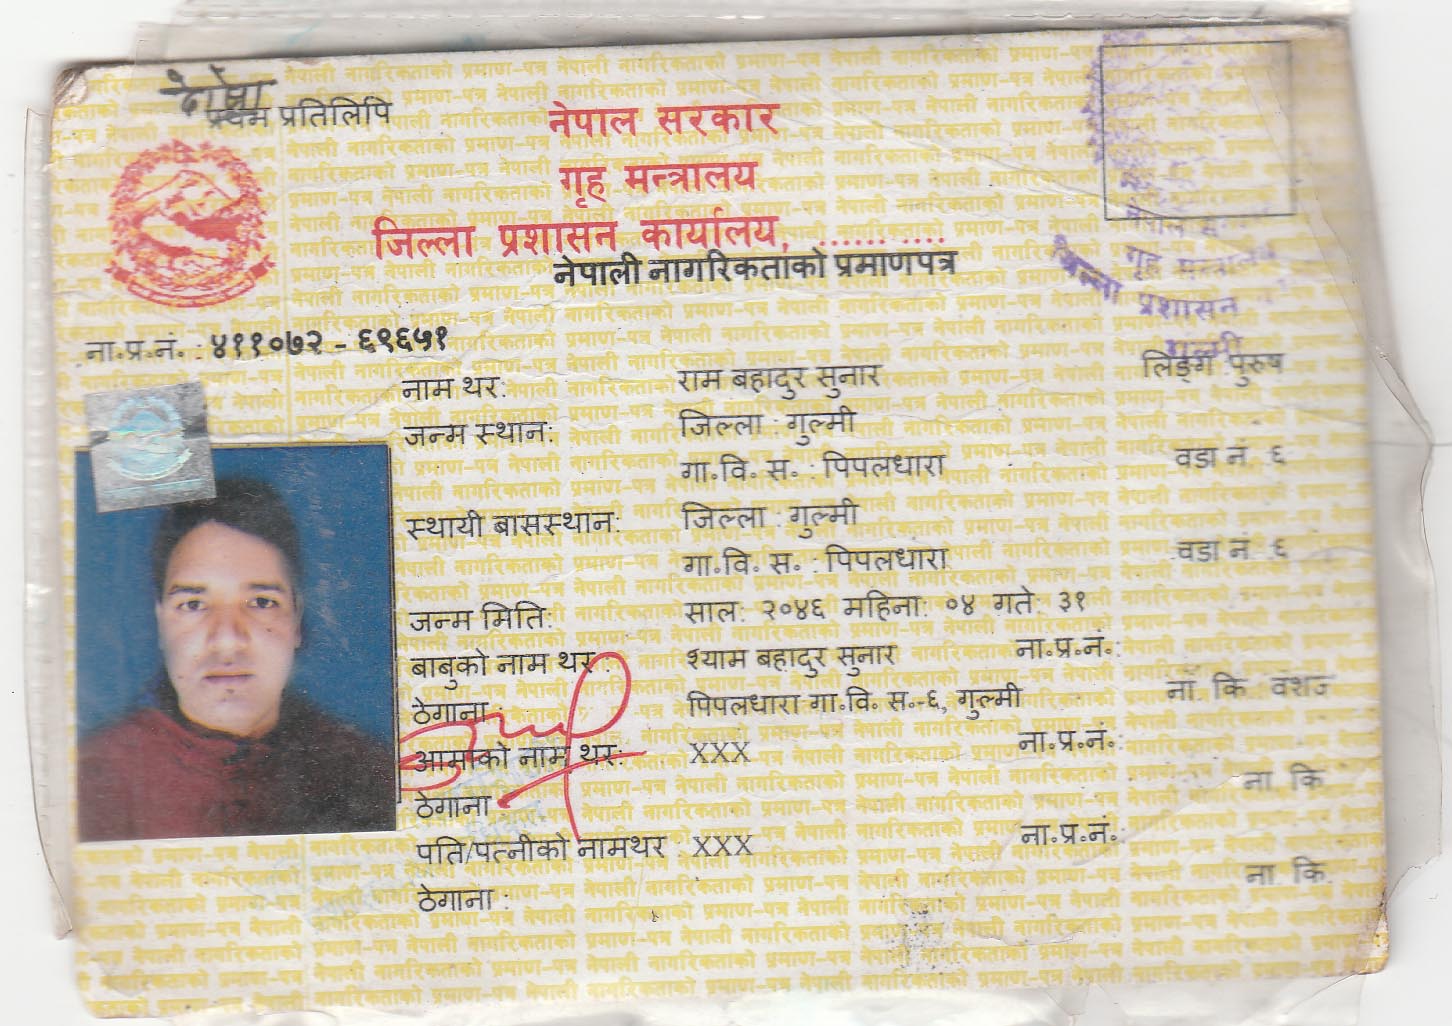 प्रथम प्रतिलिपि
नेपाल सरकार
गृह मन्त्रालय
जिल्ला प्रशासन कार्यालय, ...........
नेपाली नागरिकताको प्रमाणपत्र
नेपाल स
गृह मन्त्रालय
जिल्ला प्रशासन
गुल्मी
ना.प्र.नं. : ४११०७२ - ६९६५१
नाम थर: राम बहादुर सुनार लिङ्ग पुरुष
जन्म स्थान: जिल्ला : गुल्मी
गा.वि. स. : पिपलधारा वडा नं ६
स्थायी बासस्थान: जिल्ला : गुल्मी
गा.वि. स. : पिपलधारा वडा नं ६
जन्म मिति: साल: २०४६ महिना: ०४ गते: ३१
बाबुको नाम थर : श्याम बहादुर सुनार ना.प्र.नं.:
ठेगाना : पिपलधारा गा.वि. स.-६, गुल्मी ना. कि वंशज
आमाको नाम थर: XXX ना.प्र.नं.:
ठेगाना ना कि
पति/पत्नीको नामथर : XXX ना.प्र.नं.:
ठेगाना : ना कि.